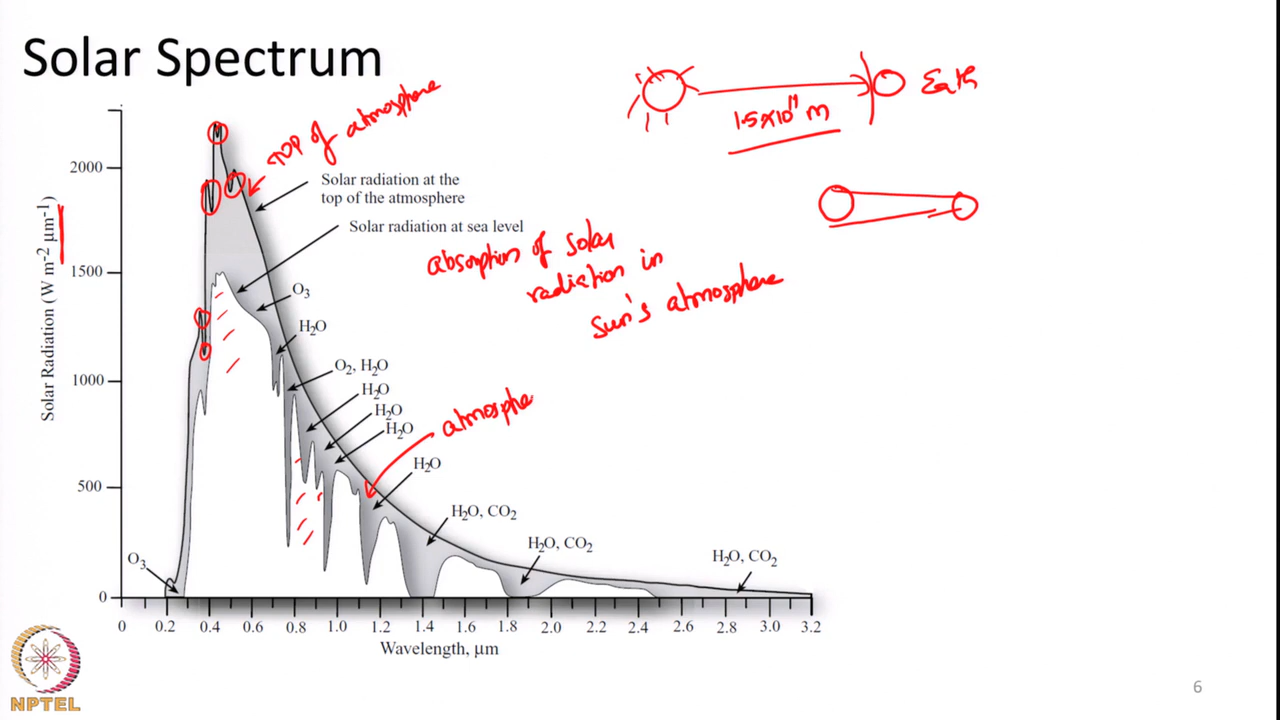 Solar Spectrum
Solar Radiation (W m⁻² μm⁻¹)
2000
1500
1000
500
0
TOP of atmosphere
Solar radiation at the
top of the atmosphere
Solar radiation at sea level
O₃
H₂O
O₂, H₂O
H₂O
H₂O
H₂O
H₂O
H₂O, CO₂
H₂O, CO₂
H₂O, CO₂
O₃
absorption of solar
radiation in
Sun's atmosphere
atmosphe
1.5×10¹¹ m
Earth
0 0.2 0.4 0.6 0.8 1.0 1.2 1.4 1.6 1.8 2.0 2.2 2.4 2.6 2.8 3.0 3.2
Wavelength, μm
NPTEL
6